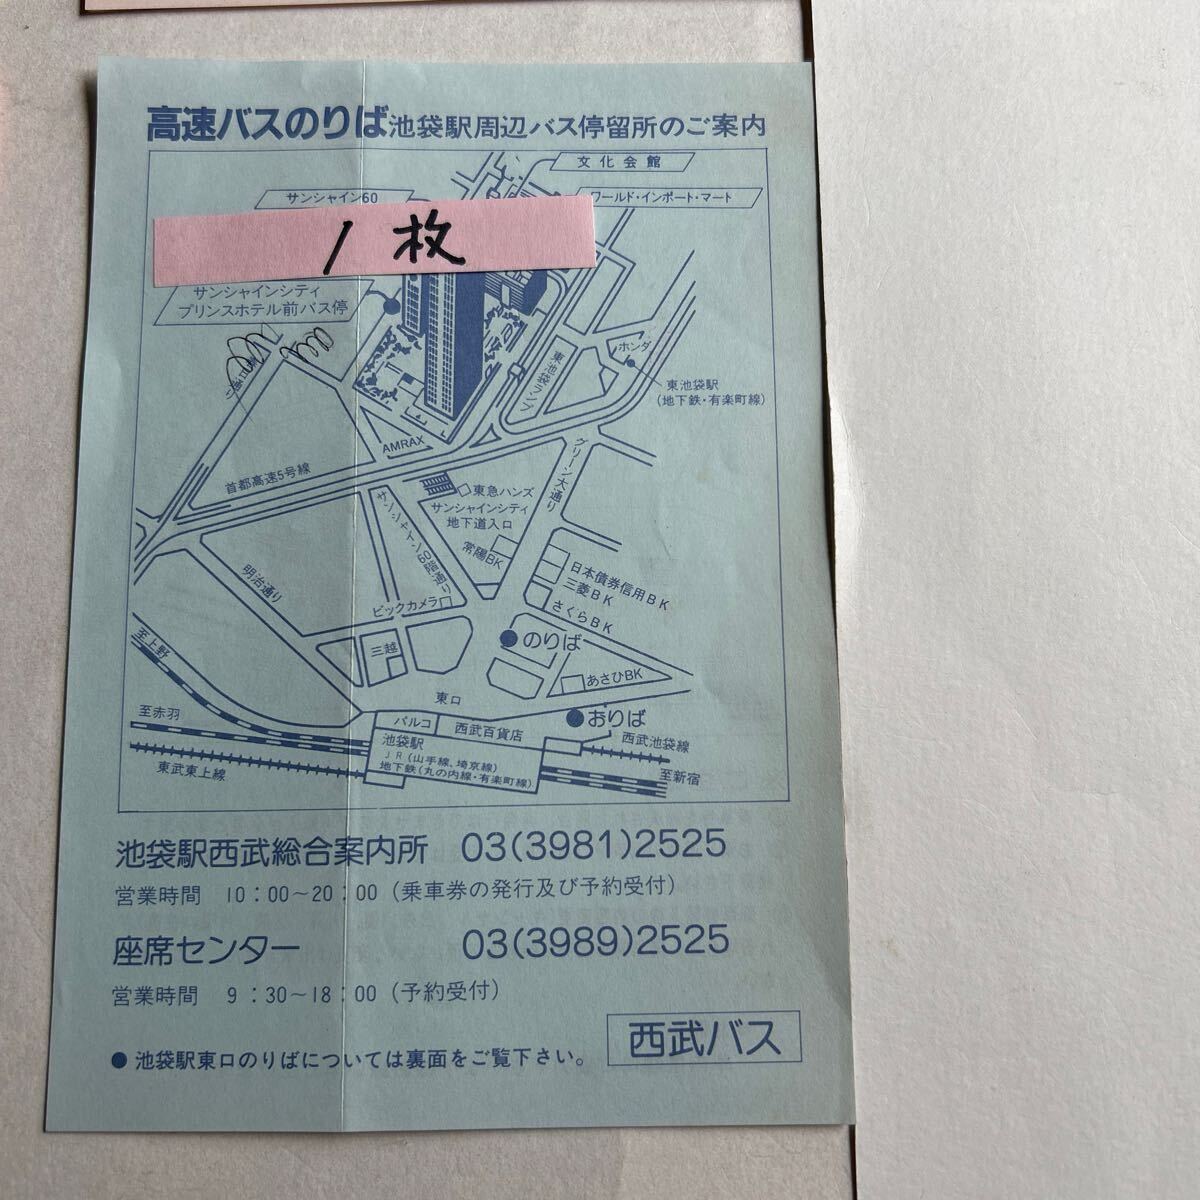 高速バスのりば池袋駅周辺バス停留所のご案内
文化会館
サンシャイン60
ワールド・インポート・マート
1枚
サンシャインシティ
プリンスホテル前バス停
ホンダ
東池袋ランプ
東池袋駅
(地下鉄・有楽町線)
AMRAX
グリーン大通り
首都高速5号線
東急ハンズ
サンシャインシティ
地下道入口
サンシャイン60階通り
常陽BK
日本債券信用BK
三菱BK
さくらBK
明治通り
ビックカメラ
のりば
三越
至上野
あさひBK
東口
至赤羽
パルコ
西武百貨店
おりば
西武池袋線
池袋駅
JR(山手線、埼京線)
地下鉄(丸の内線・有楽町線)
東武東上線
至新宿
池袋駅西武総合案内所 03(3981)2525
営業時間 10:00~20:00(乗車券の発行及び予約受付)
座席センター 03(3989)2525
営業時間 9:30~18:00(予約受付)
●池袋駅東口のりばについては裏面をご覧下さい。
西武バス